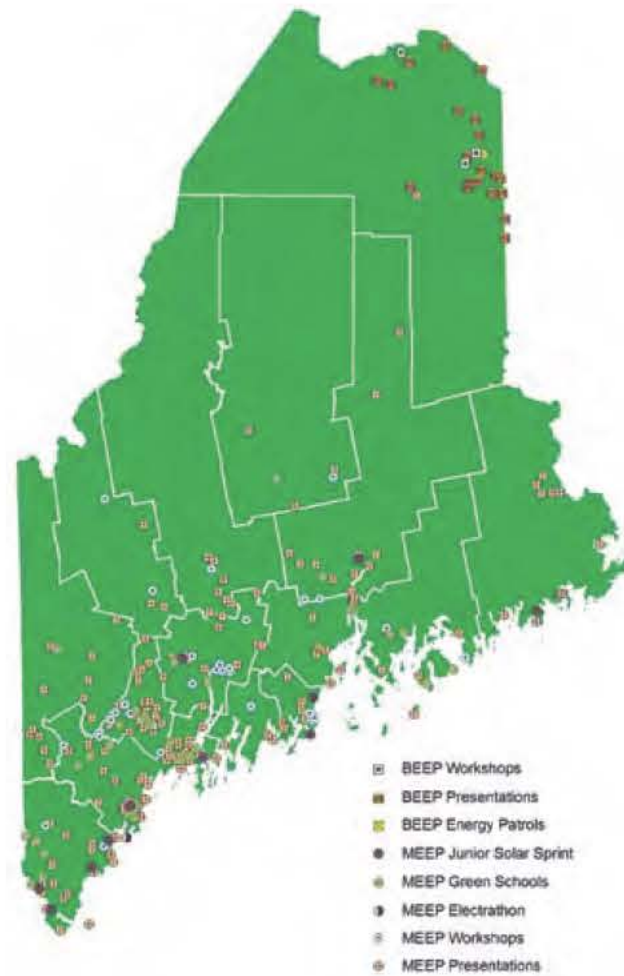 BEEP Workshops
BEEP Presentations
BEEP Energy Patrols
MEEP Junior Solar Sprint
MEEP Green Schools
MEEP Electrathon
MEEP Workshops
MEEP Presentations